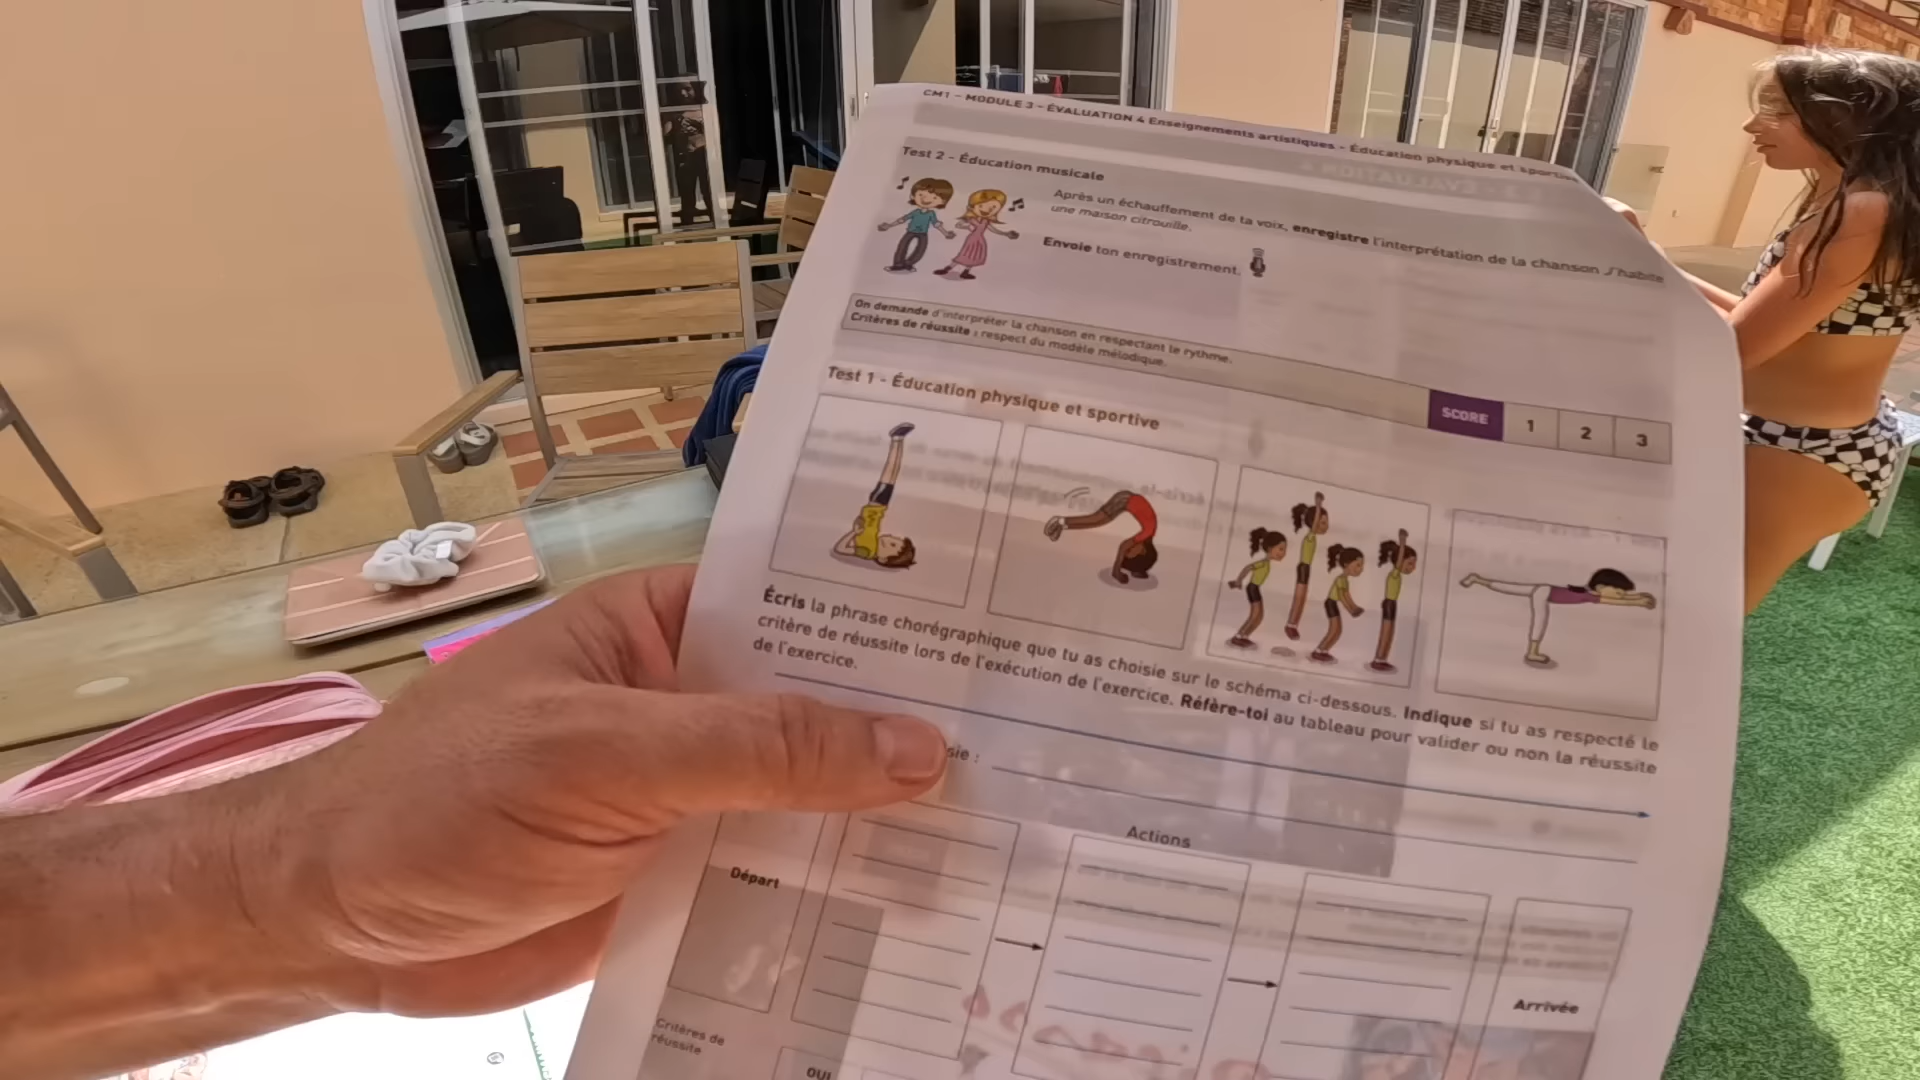 CM1 - MODULE 3 - ÉVALUATION 4 Enseignements artistiques - Éducation physique et sportive
Test 2 - Éducation musicale
Après un échauffement de ta voix, enregistre l'interprétation de la chanson J'habite
une maison citrouille.
Envoie ton enregistrement.
On demande d'interpréter la chanson en respectant le rythme.
Critères de réussite : respect du modèle mélodique.
SCORE 1 2 3
Test 1 - Éducation physique et sportive
Écris la phrase chorégraphique que tu as choisie sur le schéma ci-dessous. Indique si tu as respecté le
critère de réussite lors de l'exécution de l'exercice. Réfère-toi au tableau pour valider ou non la réussite
de l'exercice.
sie :
Actions
Départ
Arrivée
Critères de
réussite
OUI